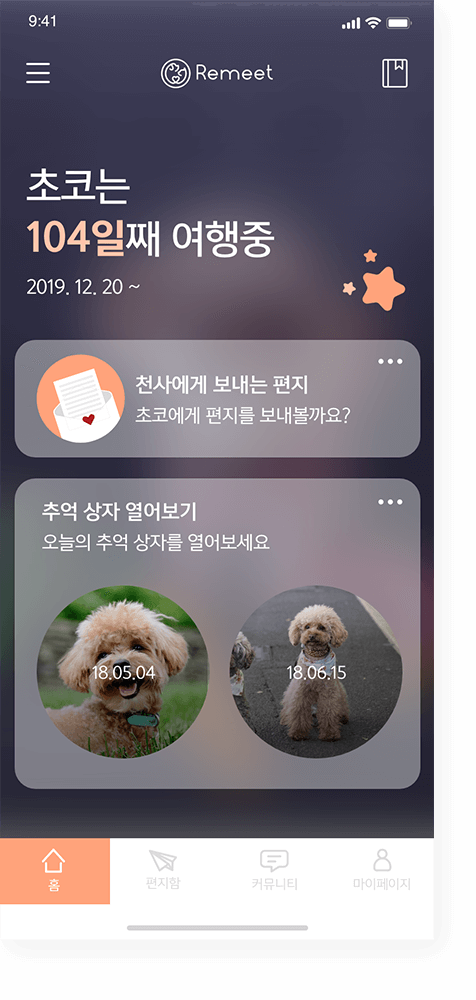 9:41
Remeet
초코는
104일째 여행중
2019. 12. 20 ~
천사에게 보내는 편지
초코에게 편지를 보내볼까요?
추억 상자 열어보기
오늘의 추억 상자를 열어보세요
18.05.04
18.06.15
홈
편지함
커뮤니티
마이페이지